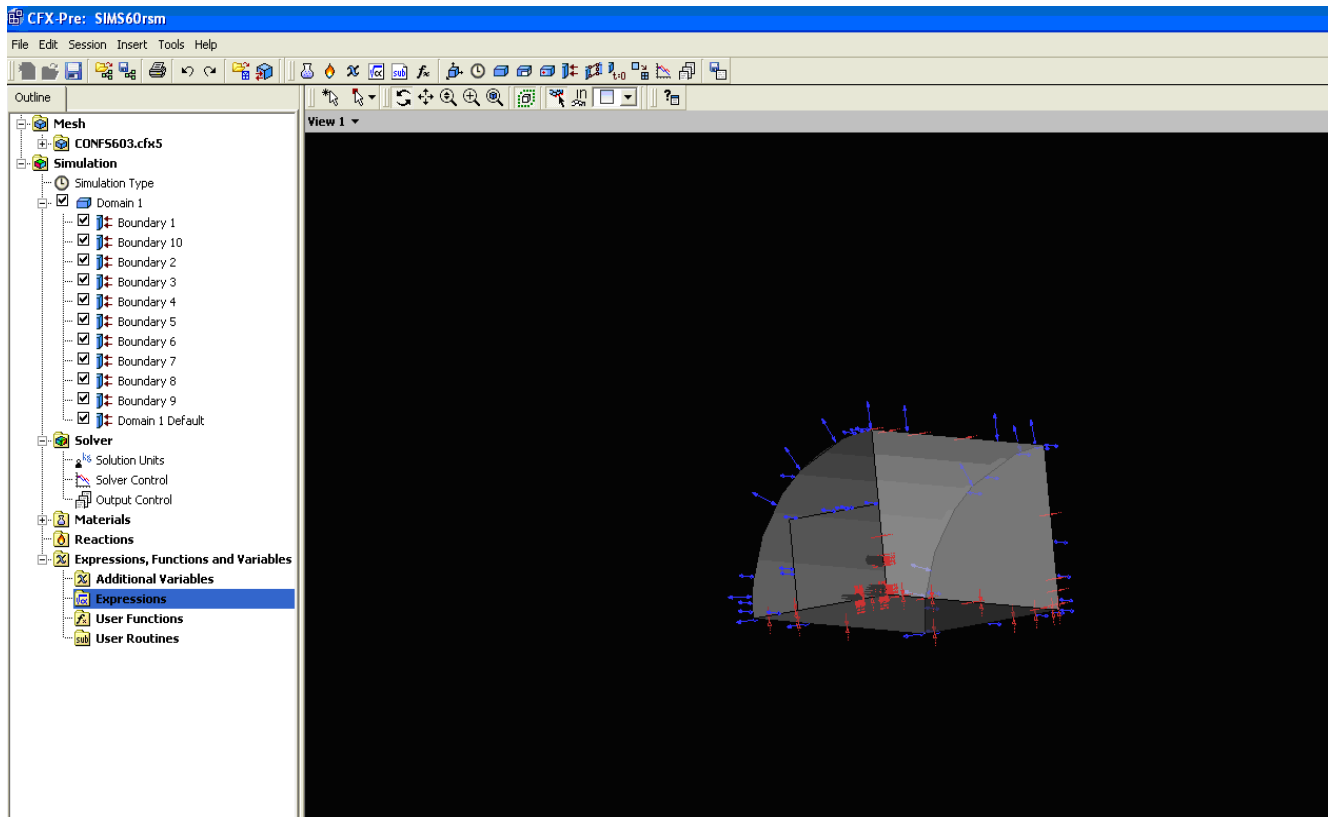 CFX-Pre: SIMS60rsm
File Edit Session Insert Tools Help
Outline
View 1
Mesh
CONFS603.cfx5
Simulation
Simulation Type
Domain 1
Boundary 1
Boundary 10
Boundary 2
Boundary 3
Boundary 4
Boundary 5
Boundary 6
Boundary 7
Boundary 8
Boundary 9
Domain 1 Default
Solver
Solution Units
Solver Control
Output Control
Materials
Reactions
Expressions, Functions and Variables
Additional Variables
Expressions
User Functions
User Routines